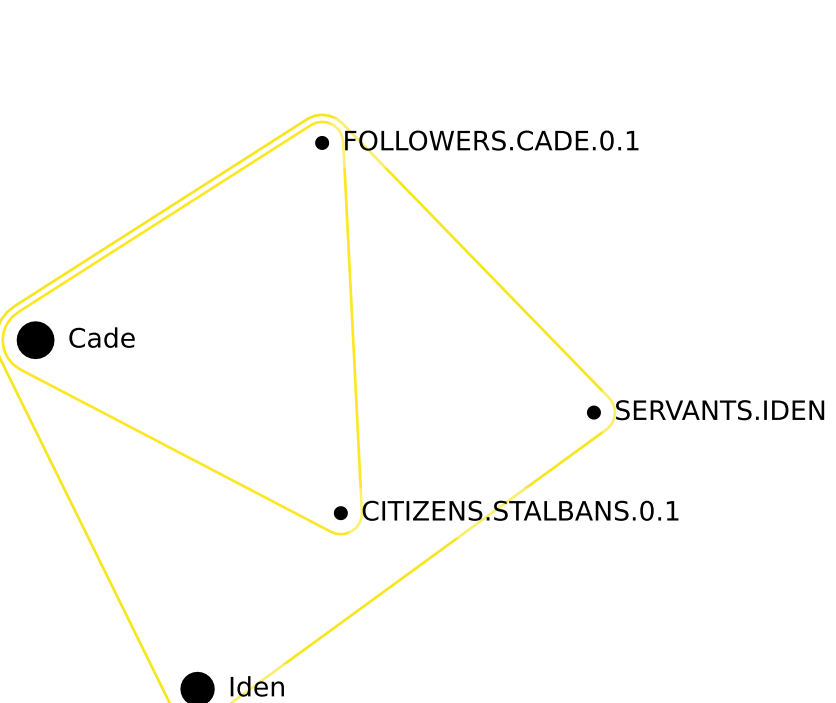 FOLLOWERS.CADE.0.1
Cade
SERVANTS.IDEN
CITIZENS.STALBANS.0.1
Iden